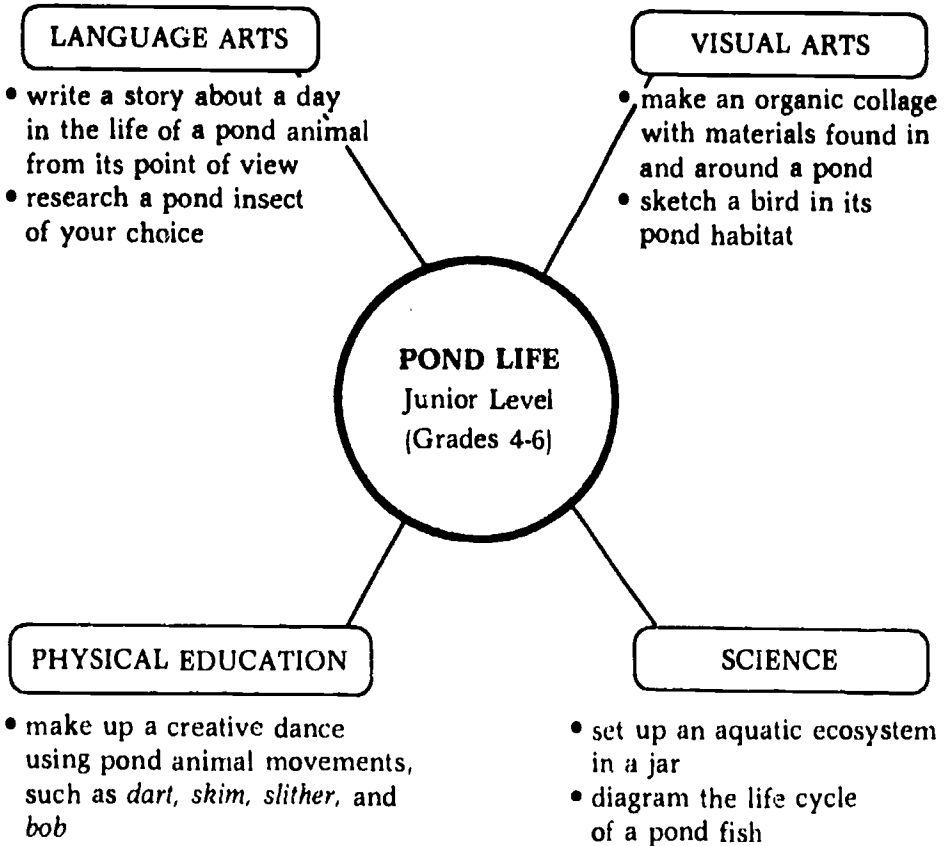 LANGUAGE ARTS
• write a story about a day
in the life of a pond animal
from its point of view
• research a pond insect
of your choice
VISUAL ARTS
• make an organic collage
with materials found in
and around a pond
• sketch a bird in its
pond habitat
POND LIFE
Junior Level
(Grades 4-6)
PHYSICAL EDUCATION
• make up a creative dance
using pond animal movements,
such as dart, skim, slither, and
bob
SCIENCE
• set up an aquatic ecosystem
in a jar
• diagram the life cycle
of a pond fish